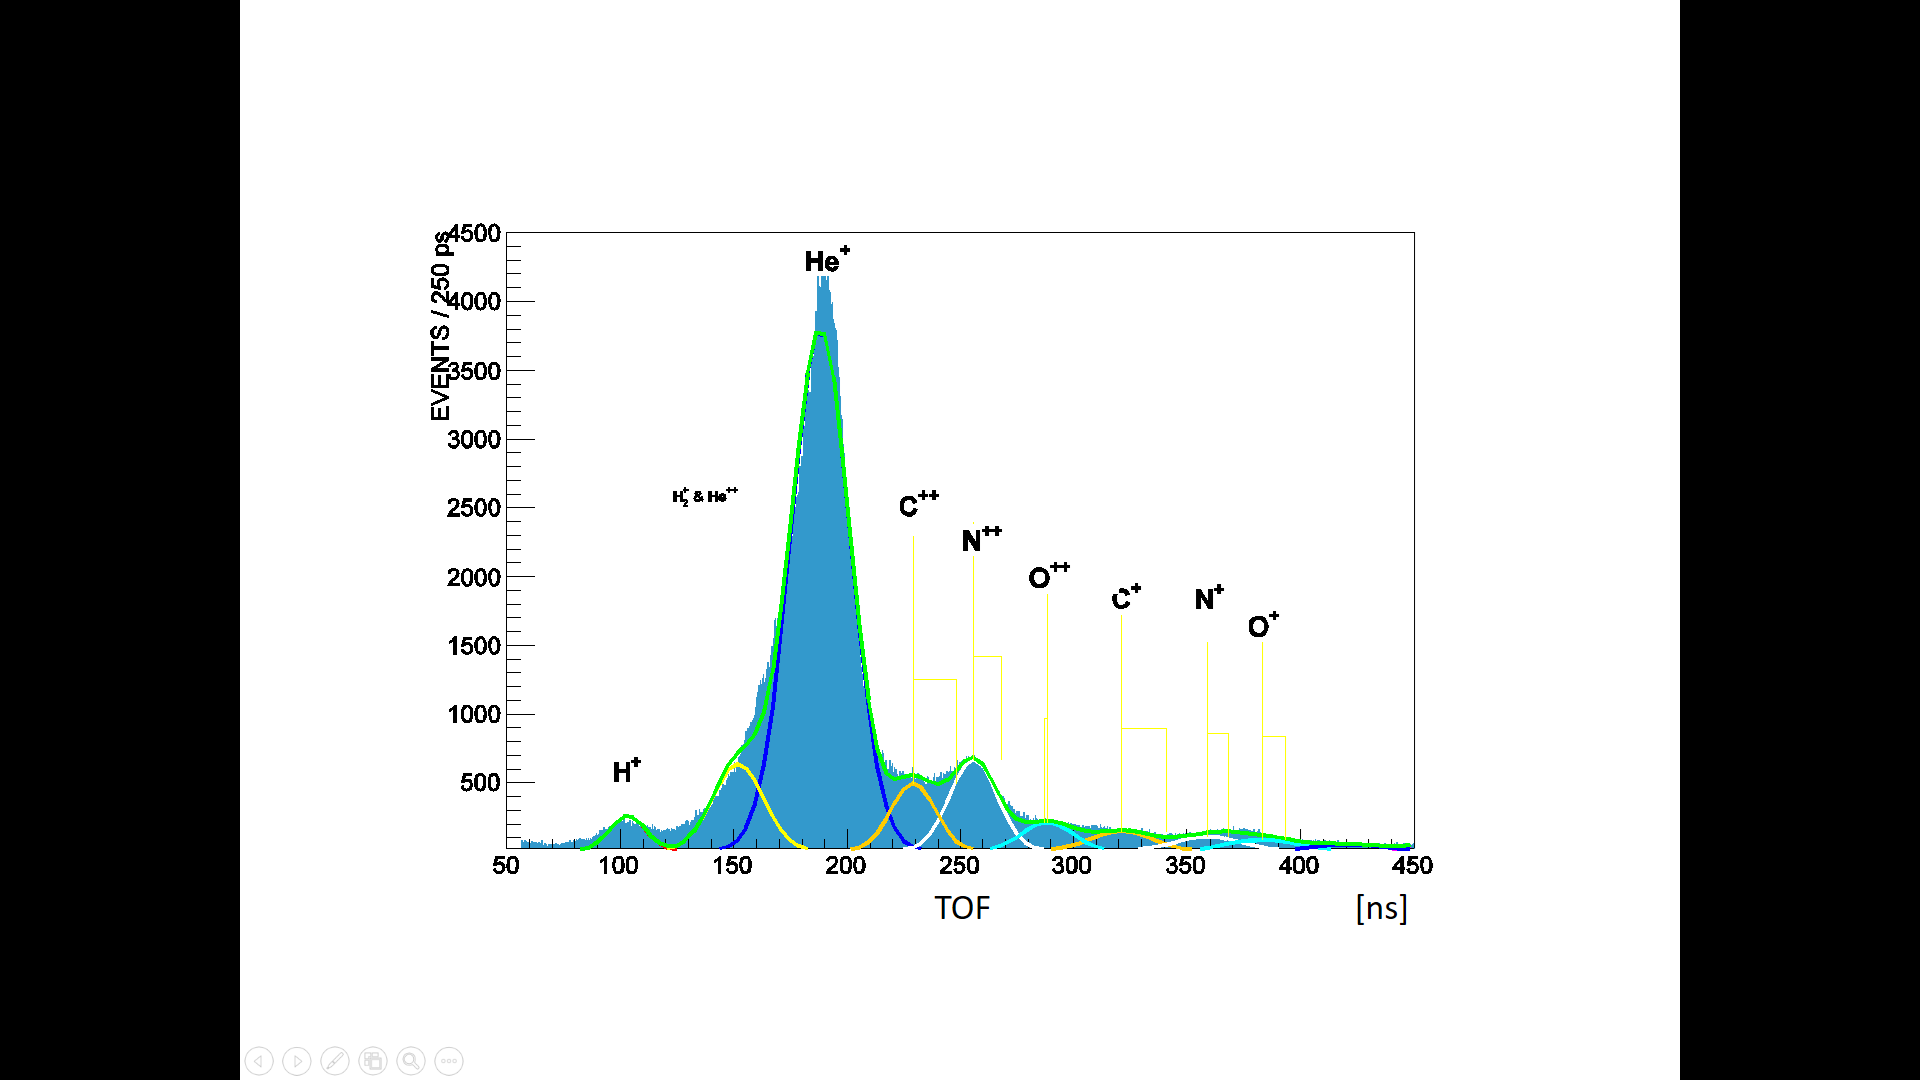 EVENTS / 250 ps
4500
4000
3500
3000
2500
2000
1500
1000
500
He⁺
H₂⁺ & He⁺⁺
C⁺⁺
N⁺⁺
O⁺⁺
C⁺
N⁺
O⁺
H⁺
50 100 150 200 250 300 350 400 450
TOF [ns]